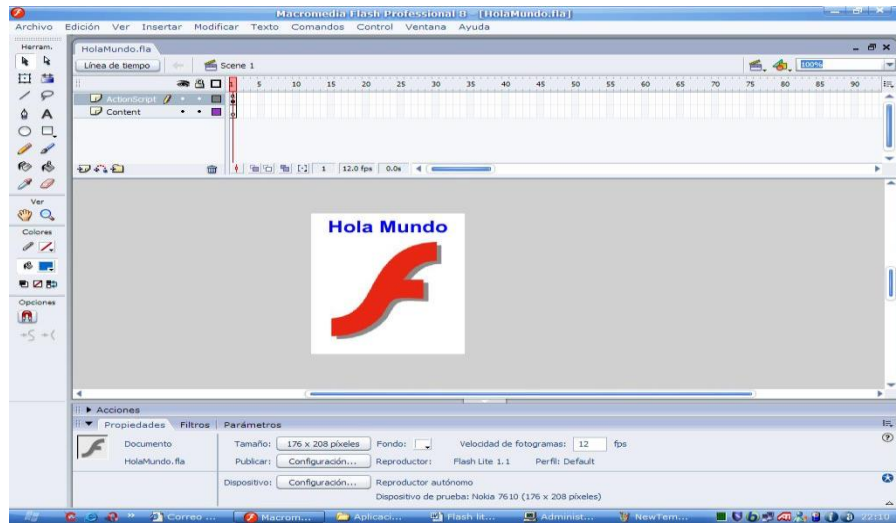 Macromedia Flash Professional 8 - [HolaMundo.fla]
Archivo Edición Ver Insertar Modificar Texto Comandos Control Ventana Ayuda
Herram.
HolaMundo.fla
Línea de tiempo Scene 1 100%
1 5 10 15 20 25 30 35 40 45 50 55 60 65 70 75 80 85 90
ActionScript
Content
1 12.0 fps 0.0s
Ver
Colores
Opciones
Hola Mundo
Acciones
Propiedades Filtros Parámetros
Documento Tamaño: 176 x 208 píxeles Fondo: Velocidad de fotogramas: 12 fps
HolaMundo.fla Publicar: Configuración... Reproductor: Flash Lite 1.1 Perfil: Default
Dispositivo: Configuración... Reproductor autónomo
Dispositivo de prueba: Nokia 7610 (176 x 208 píxeles)
Correo ... Macrom... Aplicaci... Flash lit... Administ... NewTem...